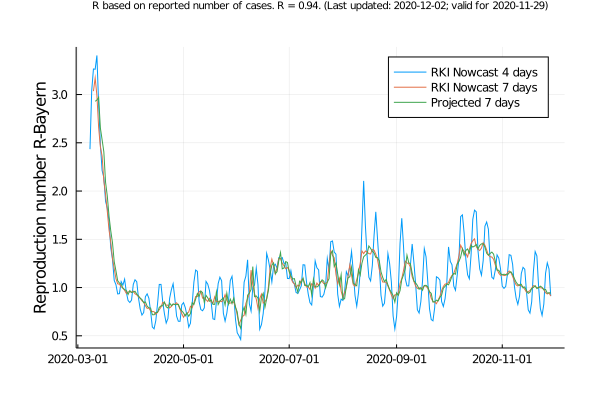 R based on reported number of cases. R = 0.94. (Last updated: 2020-12-02; valid for 2020-11-29)
RKI Nowcast 4 days
RKI Nowcast 7 days
Projected 7 days
Reproduction number R-Bayern
3.0
2.5
2.0
1.5
1.0
0.5
2020-03-01
2020-05-01
2020-07-01
2020-09-01
2020-11-01